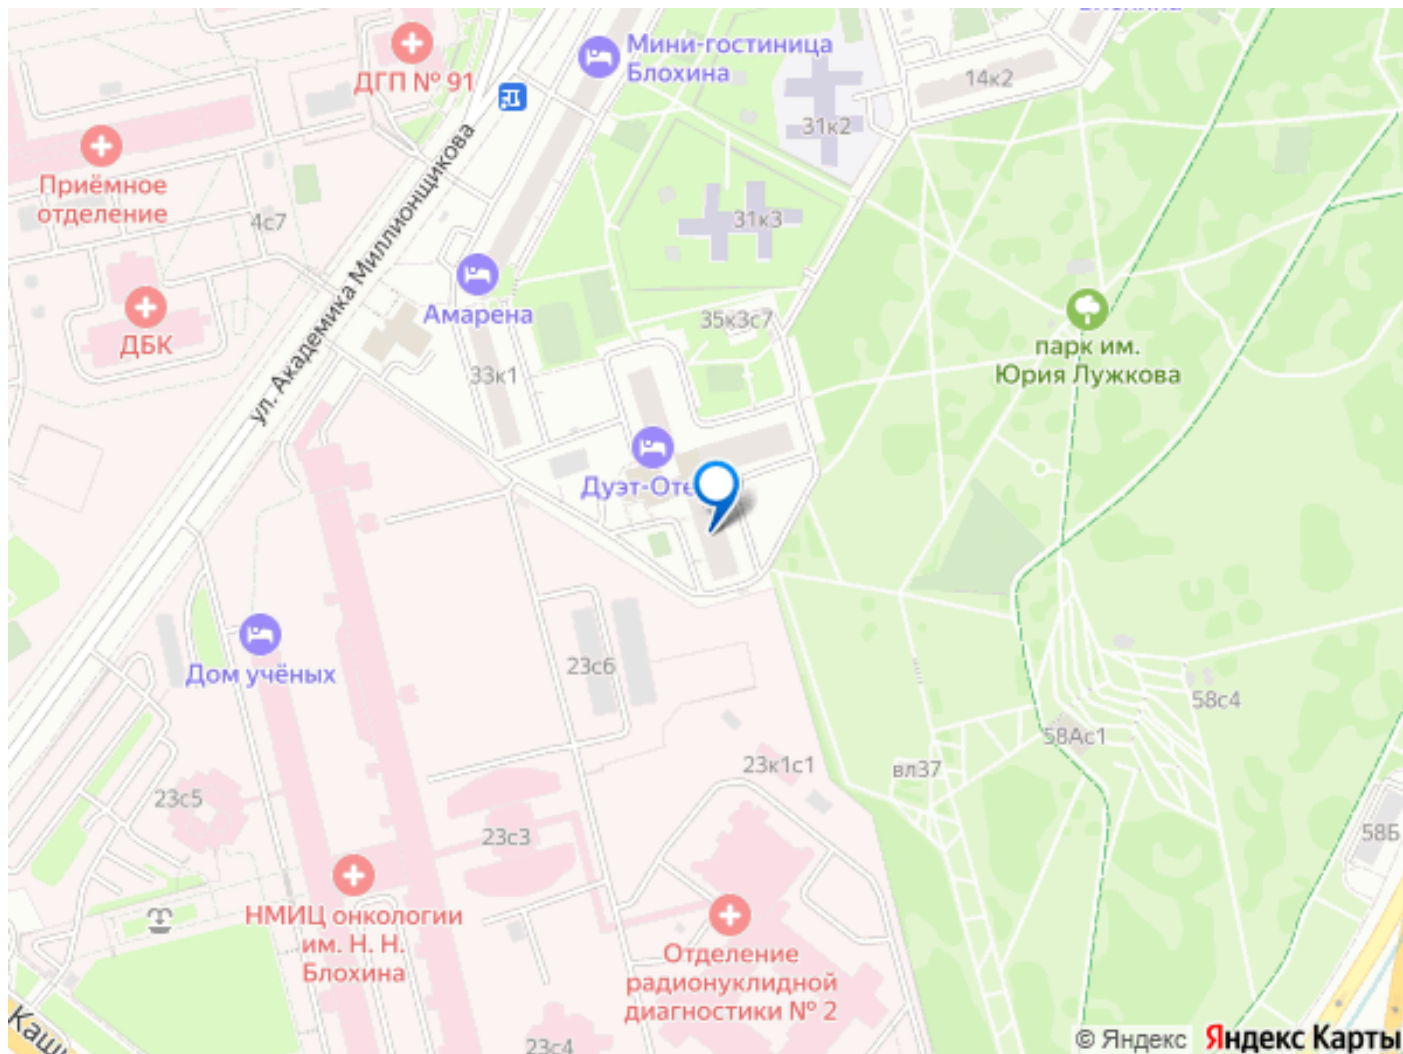 Мини-гостиница
Блохина
ДГП № 91
14к2
31к2
Приёмное
отделение
4с7
ул. Академика Миллионщикова
31к3
Амарена
35к3с7
ДБК
33к1
парк им.
Юрия Лужкова
Дуэт-Оте
Дом учёных
23с6
58с4
58Ас1
23к1с1
вл37
23с5
23с3
58Б
НМИЦ онкологии
им. Н. Н.
Блохина
Отделение
радионуклидной
диагностики № 2
Каш
23с4
© Яндекс Яндекс Карты